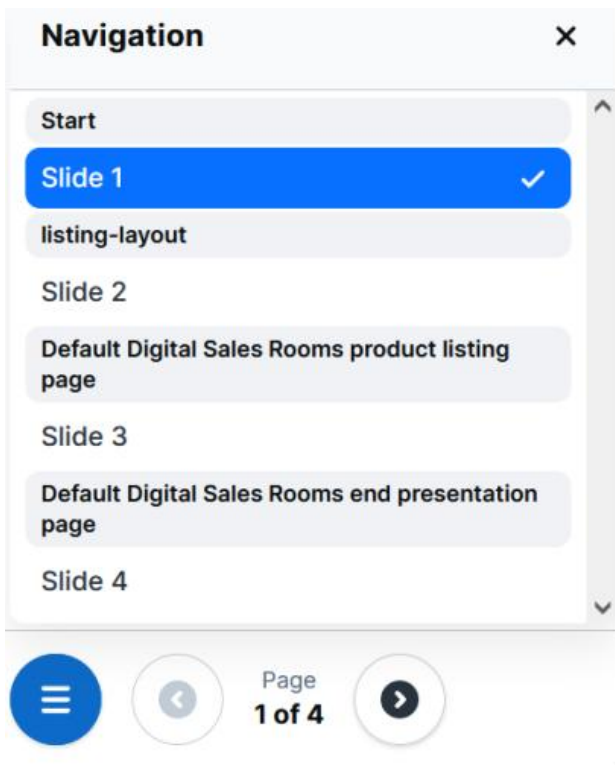 Navigation
Start
Slide 1
listing-layout
Slide 2
Default Digital Sales Rooms product listing
page
Slide 3
Default Digital Sales Rooms end presentation
page
Slide 4
Page
1 of 4